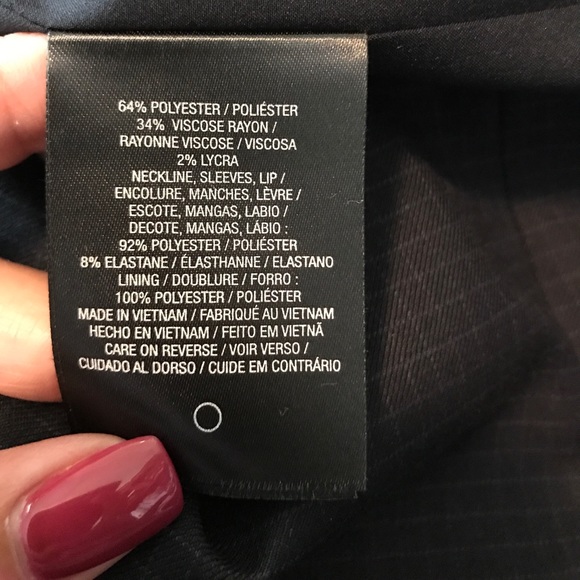 64% POLYESTER / POLIÉSTER
34% VISCOSE RAYON /
RAYONNE VISCOSE / VISCOSA
2% LYCRA
NECKLINE, SLEEVES, LIP /
ENCOLURE, MANCHES, LÈVRE /
ESCOTE, MANGAS, LABIO /
DECOTE, MANGAS, LÁBIO :
92% POLYESTER / POLIÉSTER
8% ELASTANE / ÉLASTHANNE / ELASTANO
LINING / DOUBLURE / FORRO :
100% POLYESTER / POLIÉSTER
MADE IN VIETNAM / FABRIQUÉ AU VIETNAM
HECHO EN VIETNAM / FEITO EM VIETNÃ
CARE ON REVERSE / VOIR VERSO /
CUIDADO AL DORSO / CUIDE EM CONTRÁRIO